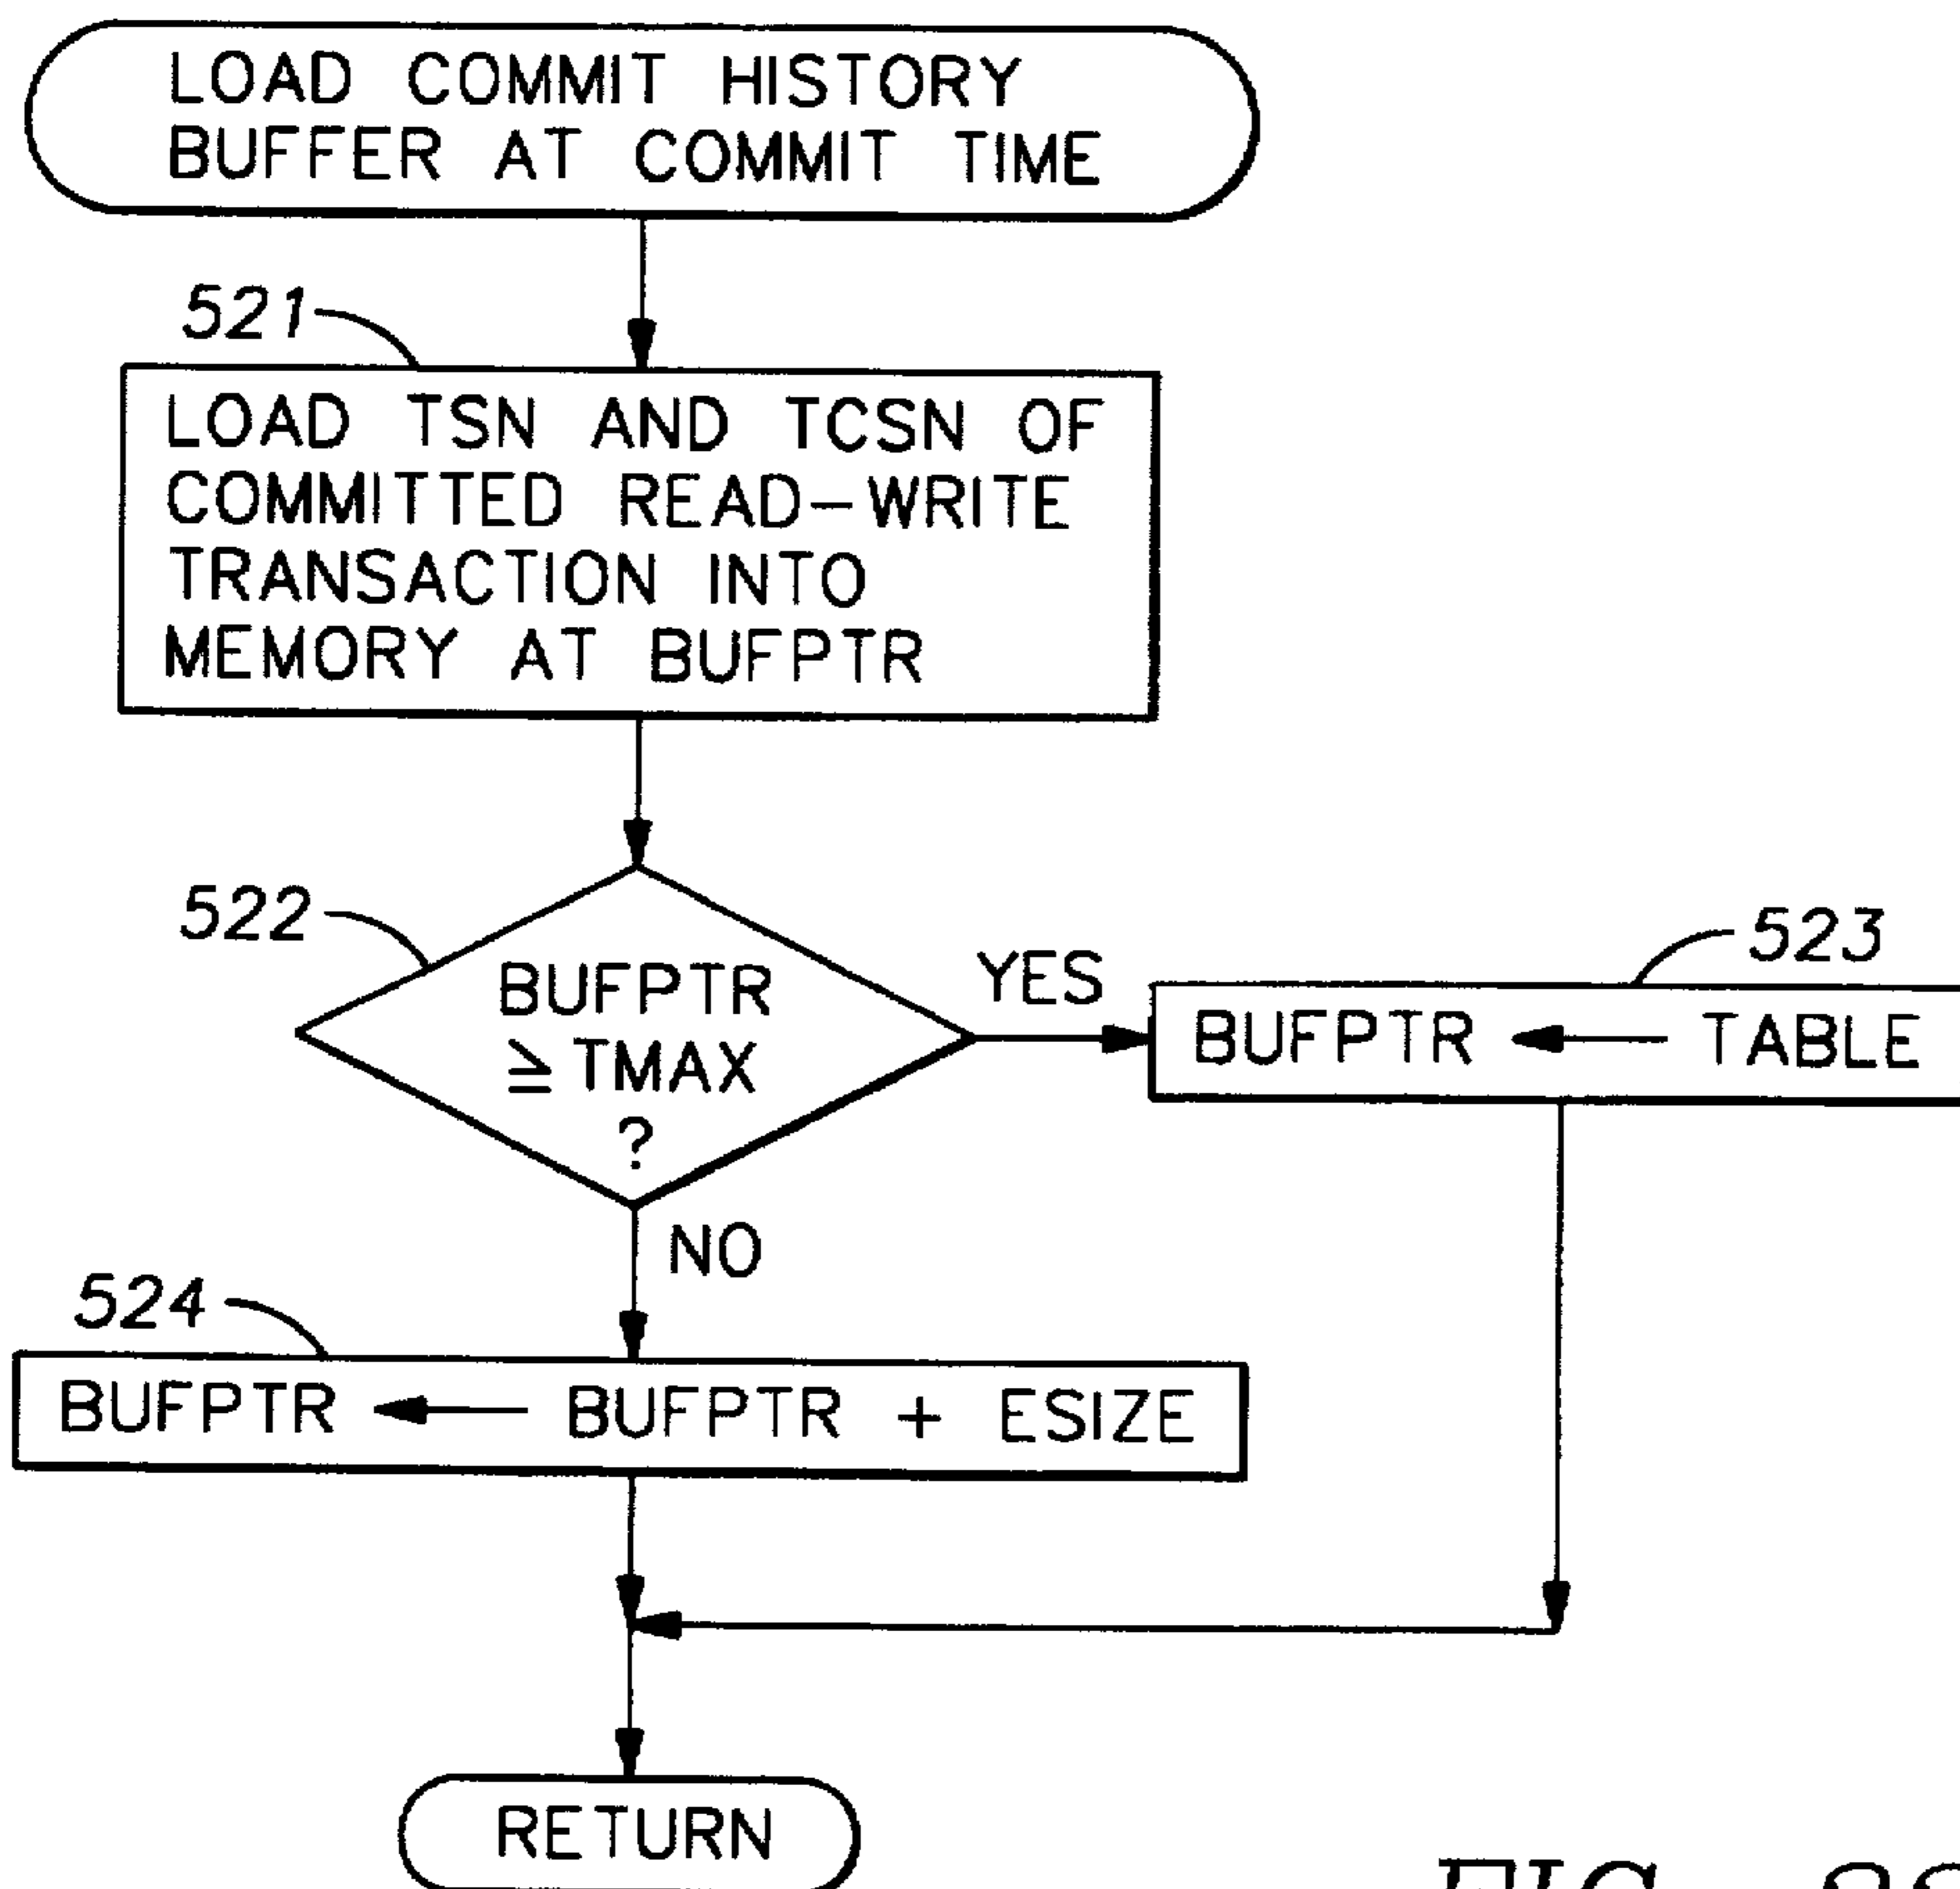 LOAD COMMIT HISTORY
BUFFER AT COMMIT TIME
521
LOAD TSN AND TCSN OF
COMMITTED READ-WRITE
TRANSACTION INTO
MEMORY AT BUFPTR
522
BUFPTR
≥ TMAX
?
YES
523
BUFPTR ← TABLE
NO
524
BUFPTR ← BUFPTR + ESIZE
RETURN